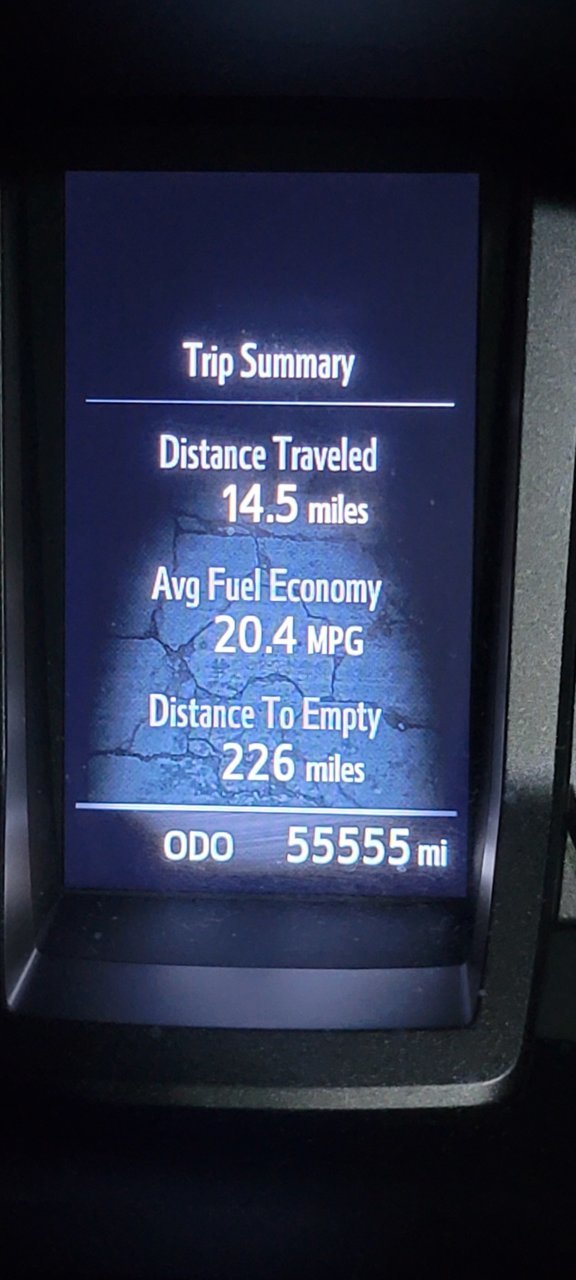 Trip Summary
Distance Traveled
14.5 miles
Avg Fuel Economy
20.4 MPG
Distance To Empty
226 miles
ODO 55555 mi